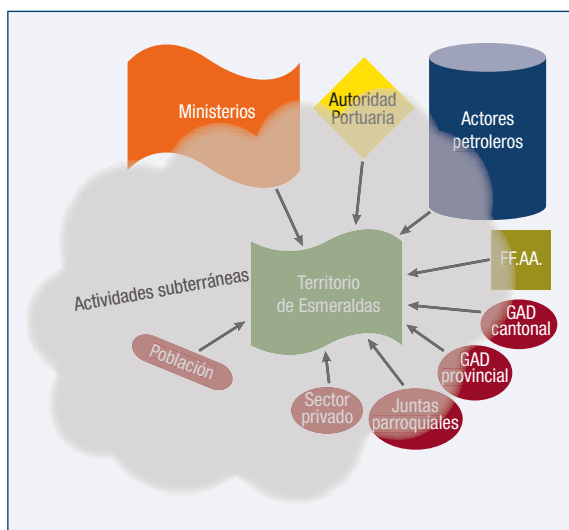 Ministerios
Autoridad
Portuaria
Actores
petroleros
FF.AA.
Actividades subterráneas
Territorio
de Esmeraldas
GAD
cantonal
Población
GAD
provincial
Sector
privado
Juntas
parroquiales